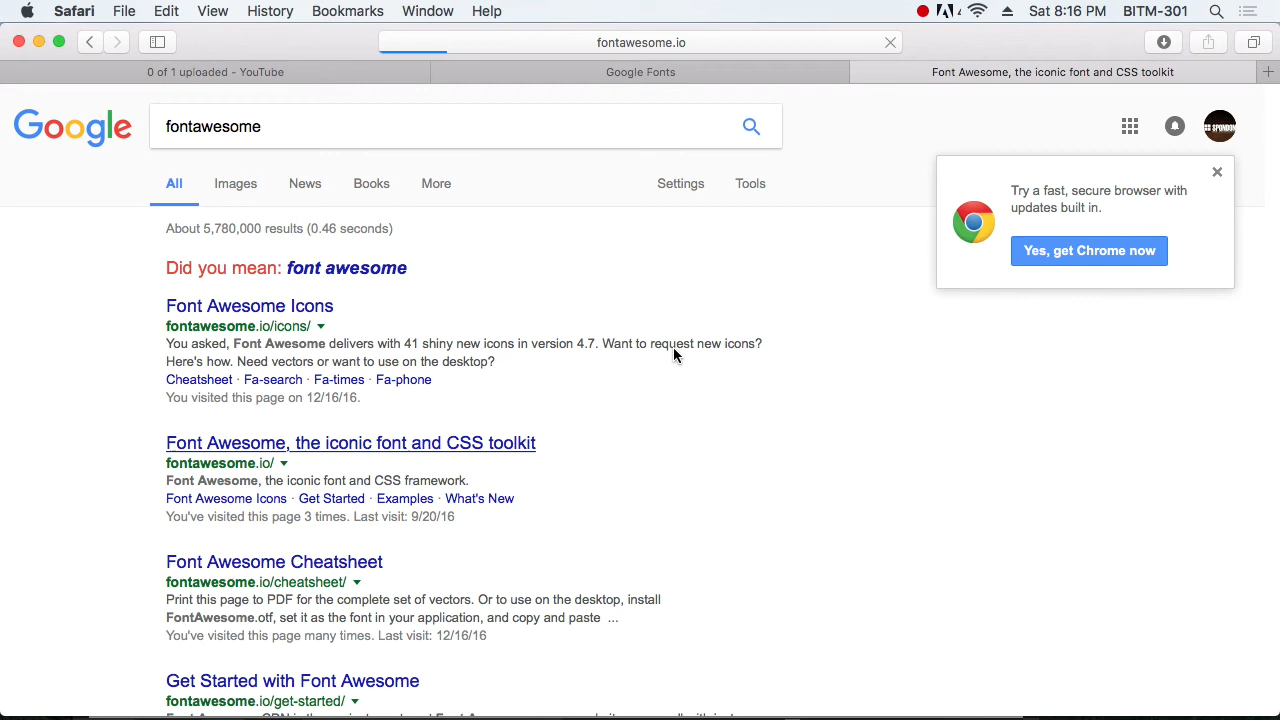 Safari File Edit View History Bookmarks Window Help Sat 8:16 PM BITM-301
fontawesome.io
0 of 1 uploaded - YouTube
Google Fonts
Font Awesome, the iconic font and CSS toolkit
Google
fontawesome
All Images News Books More Settings Tools
Try a fast, secure browser with
updates built in.
Yes, get Chrome now
About 5,780,000 results (0.46 seconds)
Did you mean: font awesome
Font Awesome Icons
fontawesome.io/icons/
You asked, Font Awesome delivers with 41 shiny new icons in version 4.7. Want to request new icons?
Here's how. Need vectors or want to use on the desktop?
Cheatsheet · Fa-search · Fa-times · Fa-phone
You visited this page on 12/16/16.
Font Awesome, the iconic font and CSS toolkit
fontawesome.io/
Font Awesome, the iconic font and CSS framework.
Font Awesome Icons · Get Started · Examples · What's New
You've visited this page 3 times. Last visit: 9/20/16
Font Awesome Cheatsheet
fontawesome.io/cheatsheet/
Print this page to PDF for the complete set of vectors. Or to use on the desktop, install
FontAwesome.otf, set it as the font in your application, and copy and paste ...
You've visited this page many times. Last visit: 12/16/16
Get Started with Font Awesome
fontawesome.io/get-started/